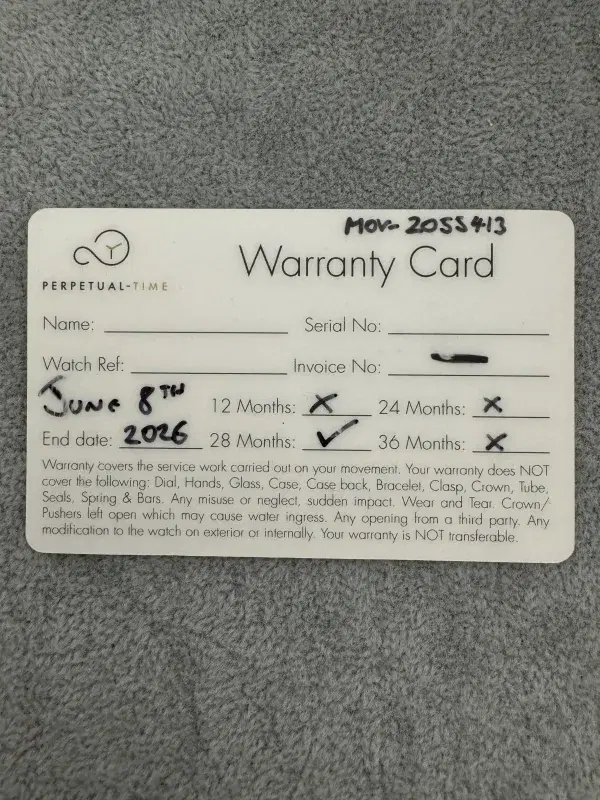 MOV-2055413
Warranty Card
PERPETUAL-TIME
Name:
Serial No:
Watch Ref:
Invoice No:
JUNE 8TH
12 Months: X
24 Months: X
End date: 2026
28 Months: ✓
36 Months: X
Warranty covers the service work carried out on your movement. Your warranty does NOT
cover the following: Dial, Hands, Glass, Case, Case back, Bracelet, Clasp, Crown, Tube,
Seals, Spring & Bars. Any misuse or neglect, sudden impact. Wear and Tear. Crown/
Pushers left open which may cause water ingress. Any opening from a third party. Any
modification to the watch on exterior or internally. Your warranty is NOT transferable.